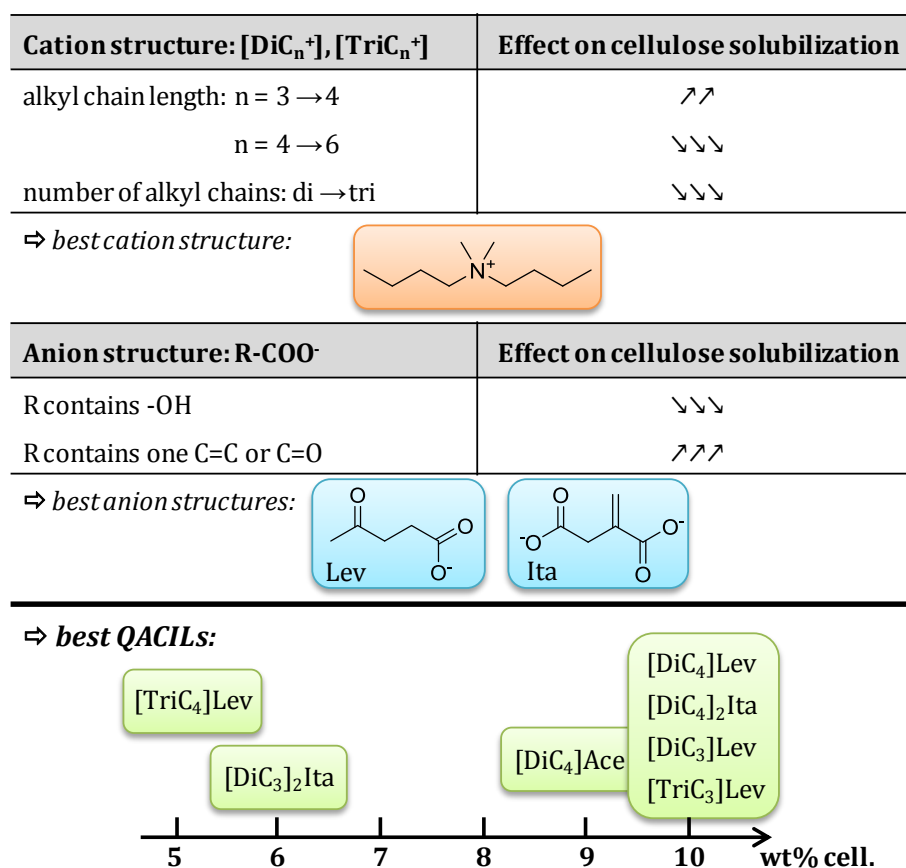 Cation structure: [DiCₙ⁺], [TriCₙ⁺] Effect on cellulose solubilization
alkyl chain length: n = 3 →4 ↗↗
n = 4 →6 ↘↘↘
number of alkyl chains: di →tri ↘↘↘
⇨ best cation structure:
N⁺
Anion structure: R-COO⁻ Effect on cellulose solubilization
R contains -OH ↘↘↘
R contains one C=C or C=O ↗↗↗
⇨ best anion structures:
O O O⁻ Lev
O ⁻O O⁻ O Ita
⇨ best QACILs:
[TriC₄]Lev
[DiC₃]₂Ita
[DiC₄]Ace
[DiC₄]Lev
[DiC₄]₂Ita
[DiC₃]Lev
[TriC₃]Lev
5 6 7 8 9 10 wt% cell.